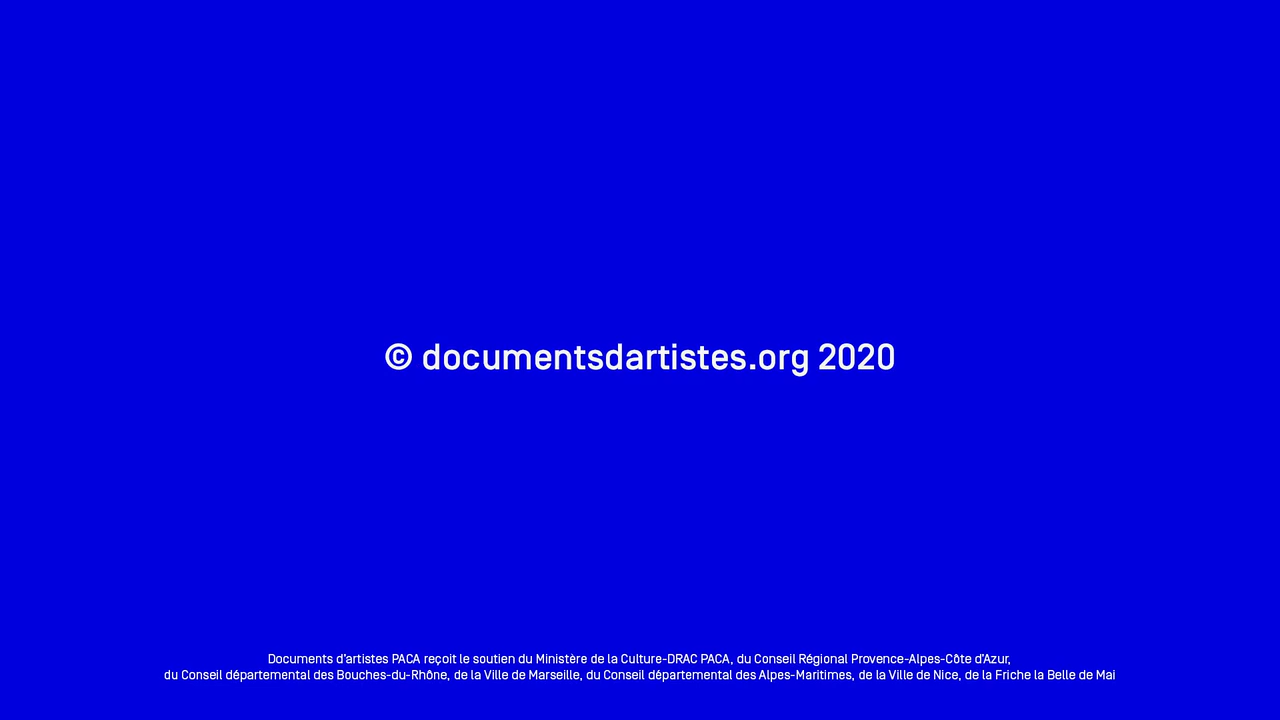 © documentsdartistes.org 2020
Documents d'artistes PACA reçoit le soutien du Ministère de la Culture-DRAC PACA, du Conseil Régional Provence-Alpes-Côte d'Azur,
du Conseil départemental des Bouches-du-Rhône, de la Ville de Marseille, du Conseil départemental des Alpes-Maritimes, de la Ville de Nice, de la Friche la Belle de Mai